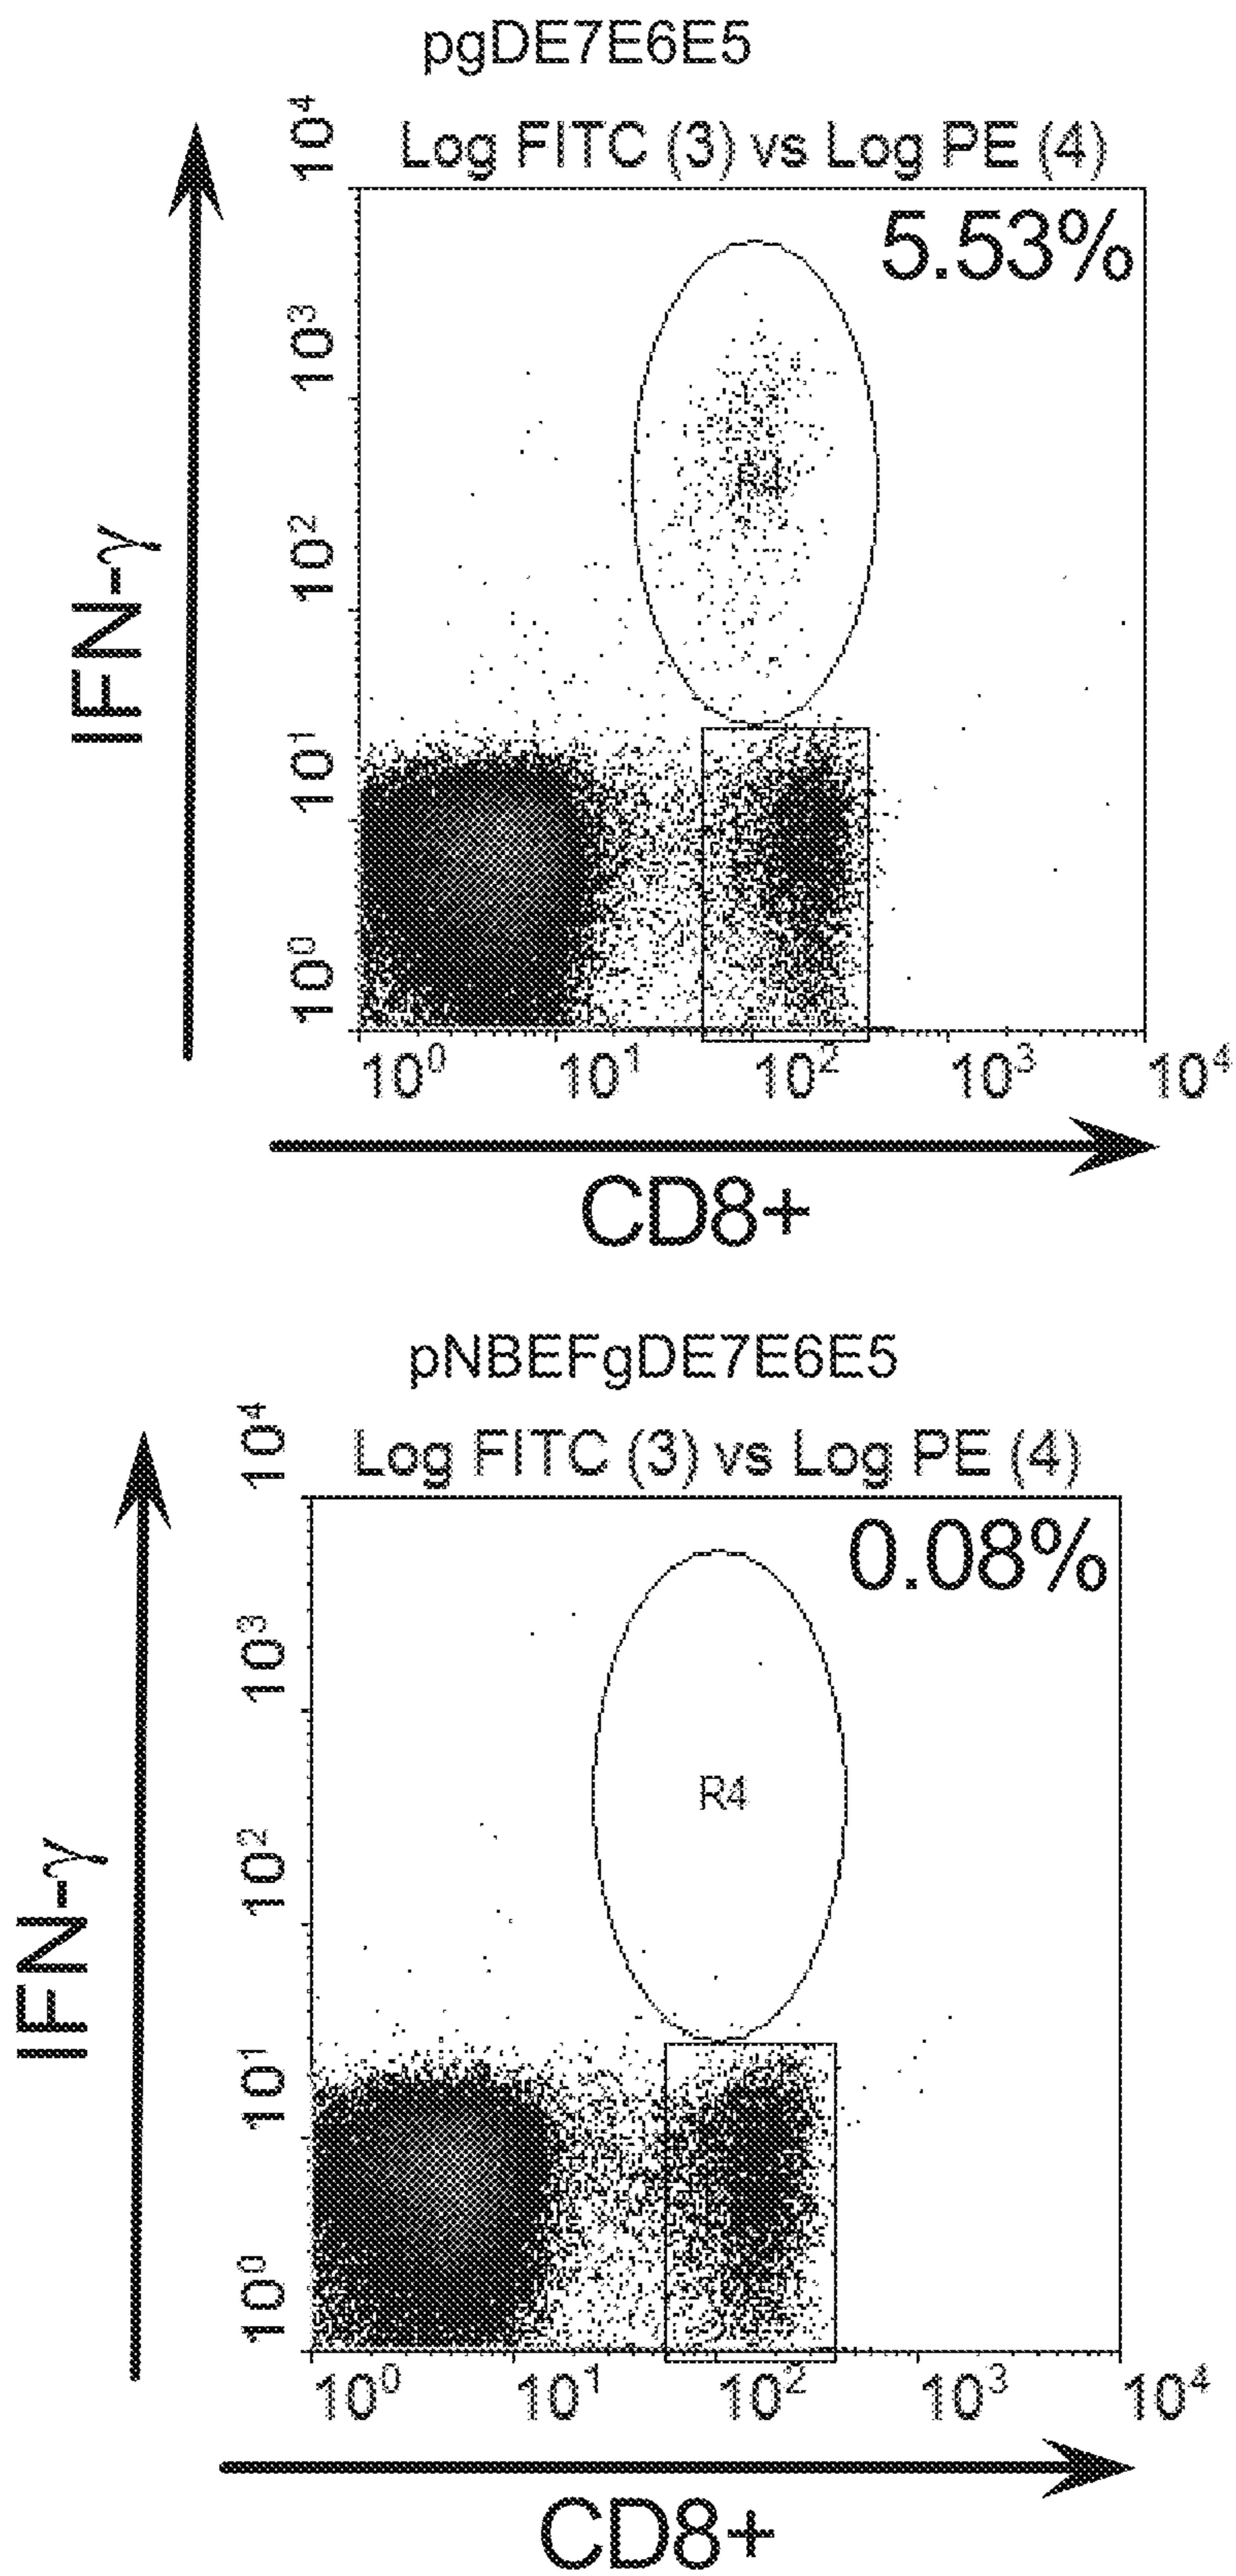 pgDE7E6E5
Log FITC (3) vs Log PE (4)
5.53%
10⁴
10³
10²
10¹
10⁰
IFN-γ
R4
10⁰ 10¹ 10² 10³ 10⁴
CD8+
pNBEFgDE7E6E5
Log FITC (3) vs Log PE (4)
0.08%
10⁴
10³
10²
10¹
10⁰
IFN-γ
R4
10⁰ 10¹ 10² 10³ 10⁴
CD8+